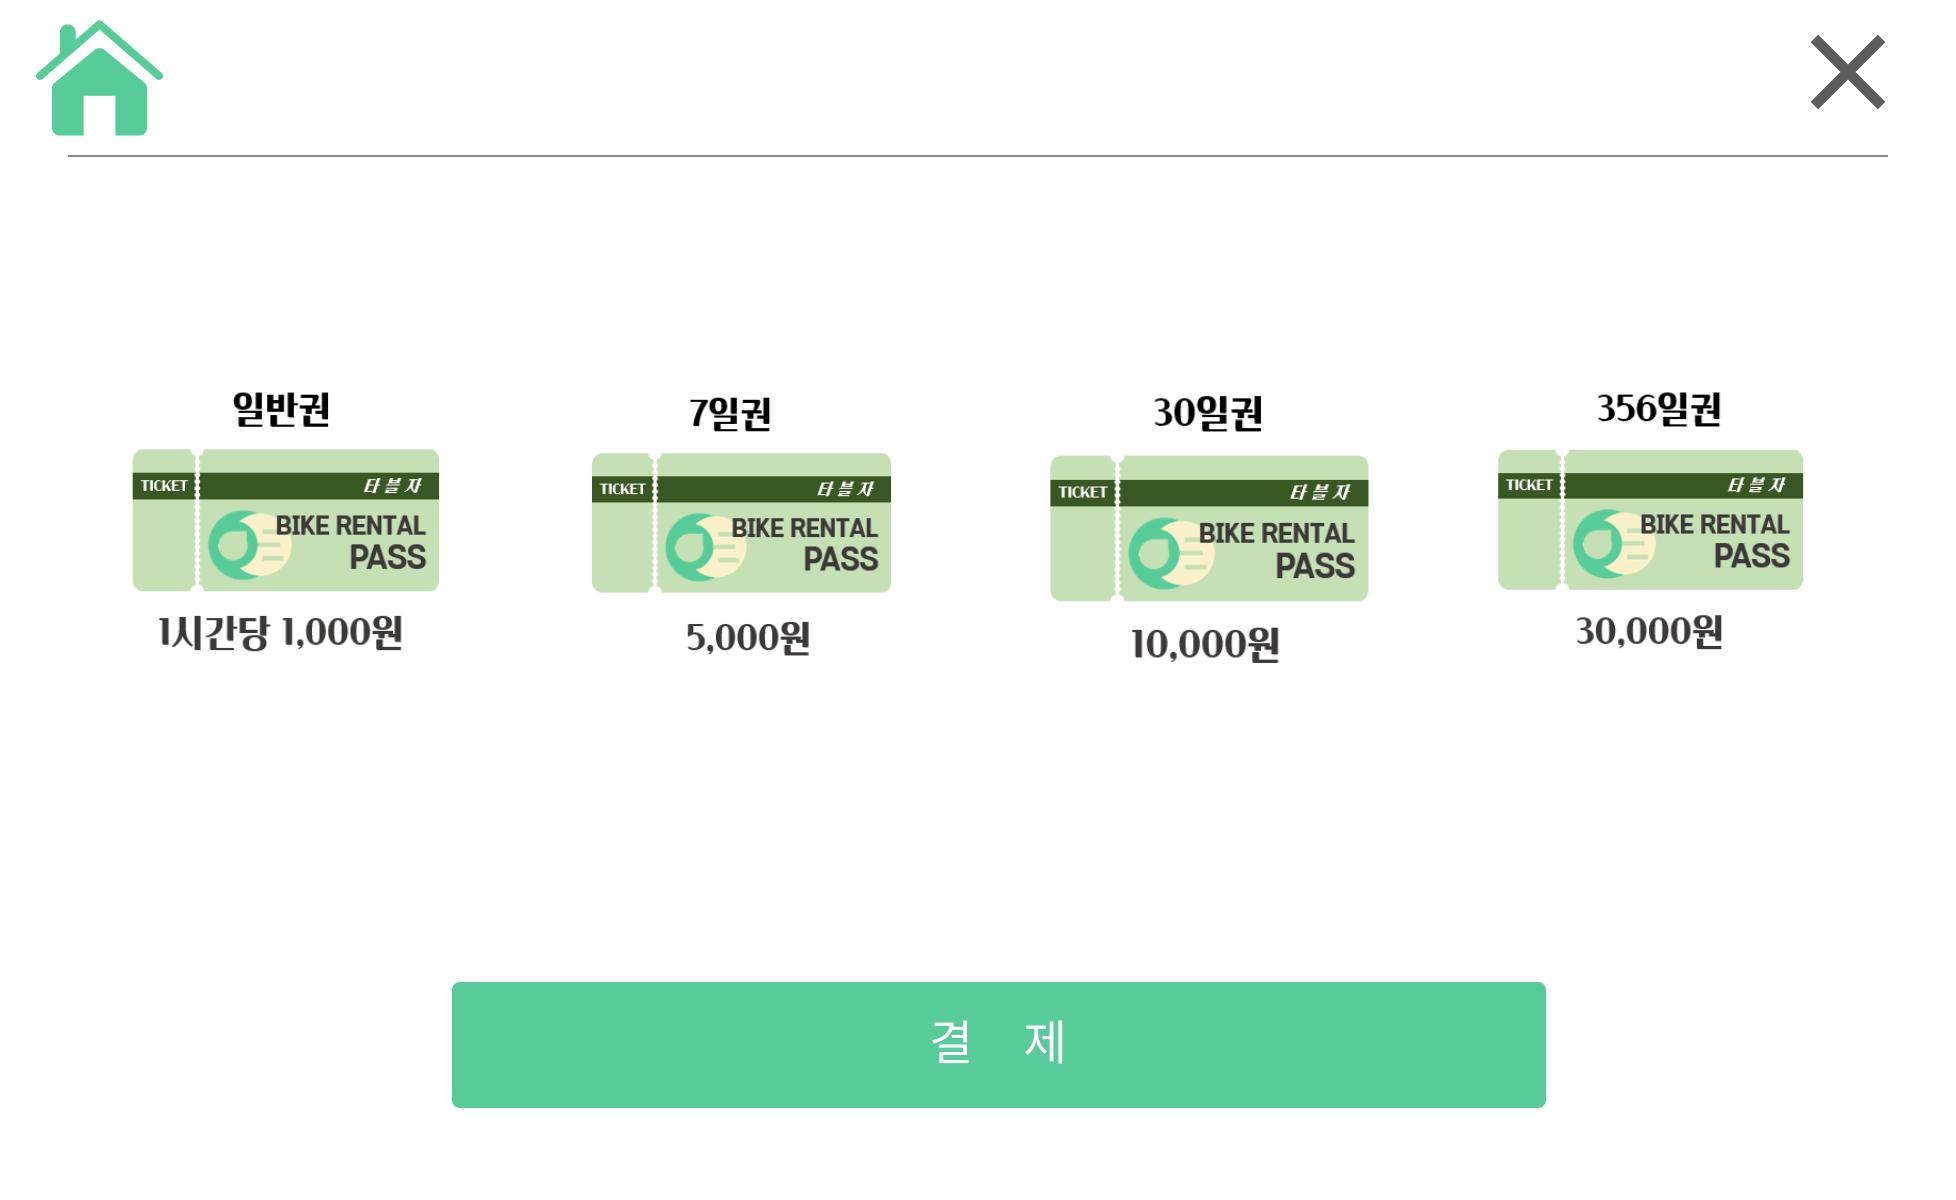 일반권
7일권
30일권
356일권
TICKET
타블자
BIKE RENTAL
PASS
TICKET
타블자
BIKE RENTAL
PASS
TICKET
타블자
BIKE RENTAL
PASS
TICKET
타블자
BIKE RENTAL
PASS
1시간당 1,000원
5,000원
10,000원
30,000원
결 제